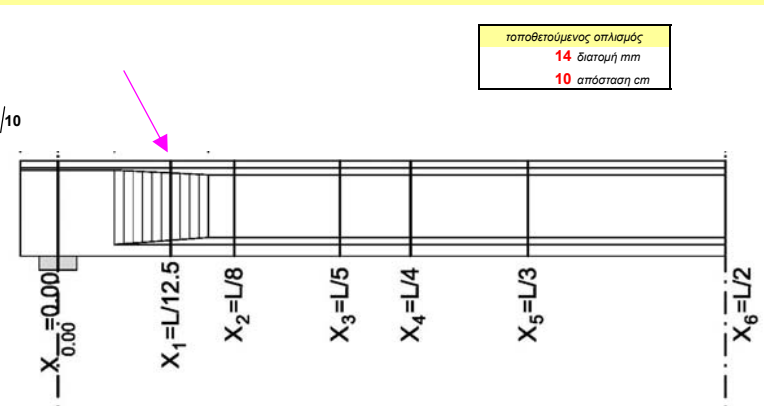 τοποθετούμενος οπλισμός
14 διατομή mm
10 απόσταση cm
/10
X 0.00 =0.00
X1=L/12.5
X2=L/8
X3=L/5
X4=L/4
X5=L/3
X6=L/2